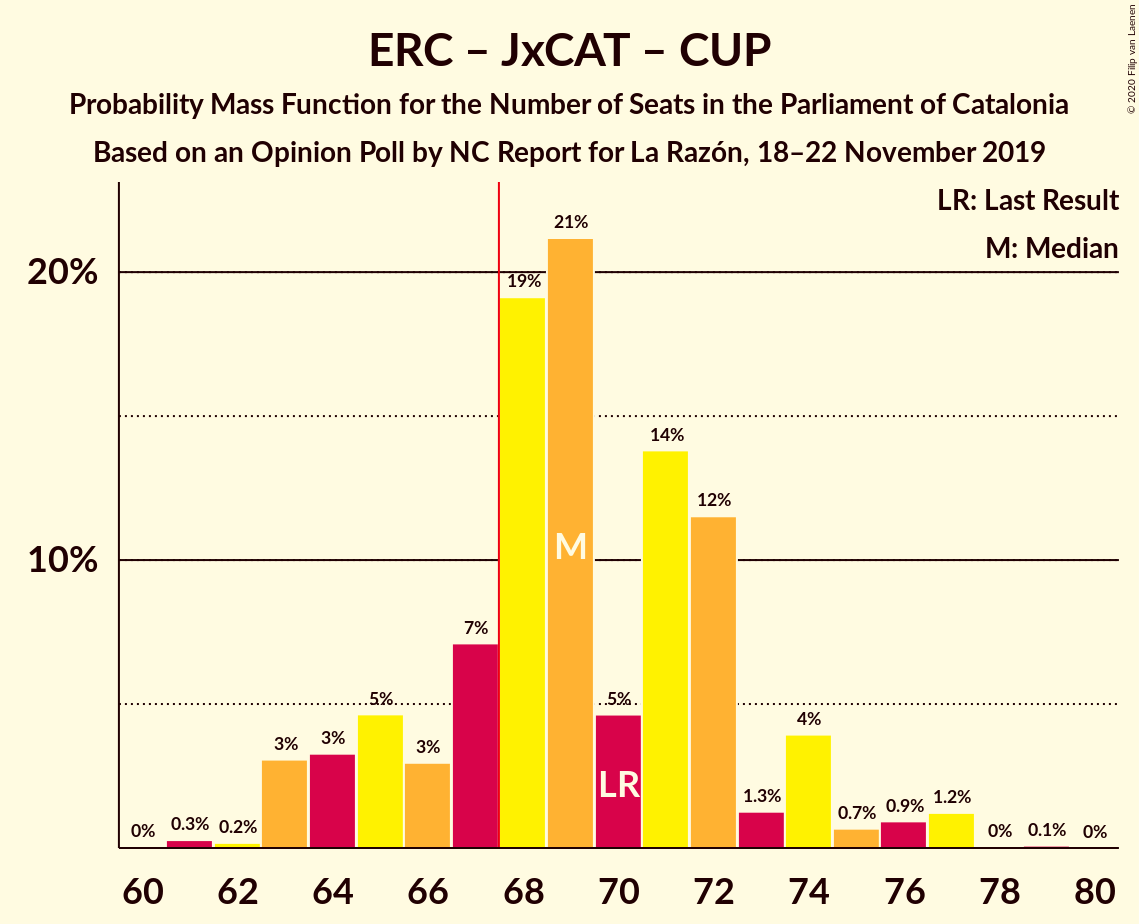 ERC – JxCAT – CUP
Probability Mass Function for the Number of Seats in the Parliament of Catalonia
Based on an Opinion Poll by NC Report for La Razón, 18–22 November 2019
© 2020 Filip van Laenen
LR: Last Result
M: Median
20%
10%
0%
0.3%
0.2%
3%
3%
5%
3%
7%
19%
21%
5%
14%
12%
1.3%
4%
0.7%
0.9%
1.2%
0%
0.1%
0%
M
LR
60 62 64 66 68 70 72 74 76 78 80